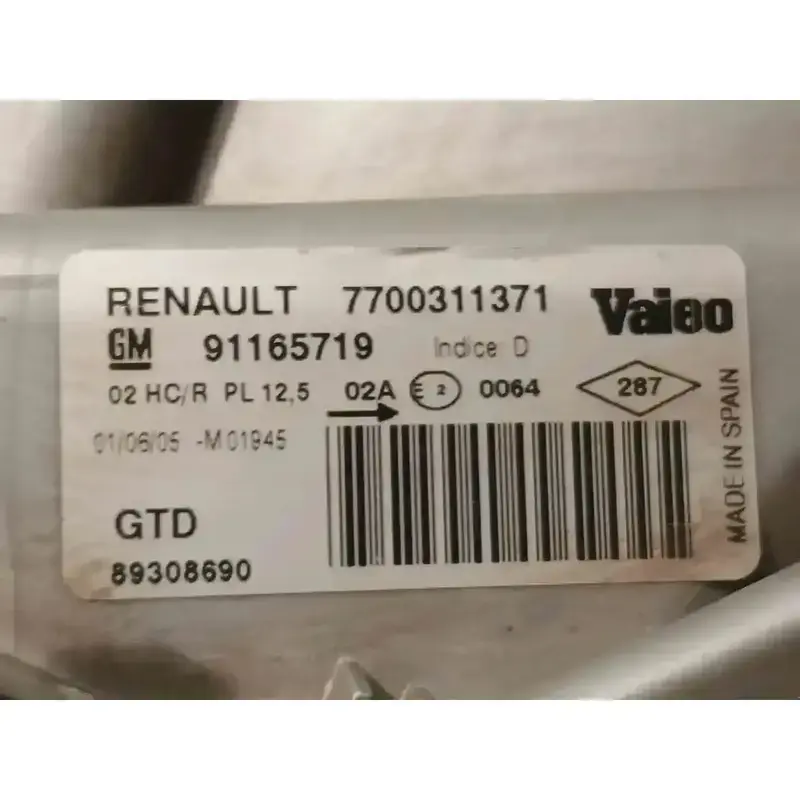 RENAULT 7700311371 Valeo
GM 91165719 Indice D
02 HC/R PL 12,5 02A E 2 0064 287
01/06/05 -M 01945
GTD
89308690
MADE IN SPAIN